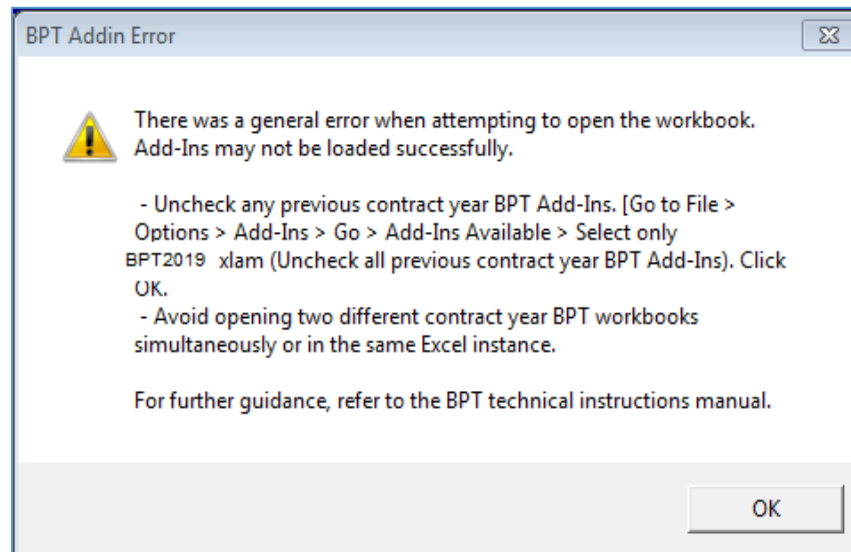 BPT Addin Error
There was a general error when attempting to open the workbook.
Add-Ins may not be loaded successfully.
- Uncheck any previous contract year BPT Add-Ins. [Go to File >
Options > Add-Ins > Go > Add-Ins Available > Select only
BPT2019 xlam (Uncheck all previous contract year BPT Add-Ins). Click
OK.
- Avoid opening two different contract year BPT workbooks
simultaneously or in the same Excel instance.
For further guidance, refer to the BPT technical instructions manual.
OK